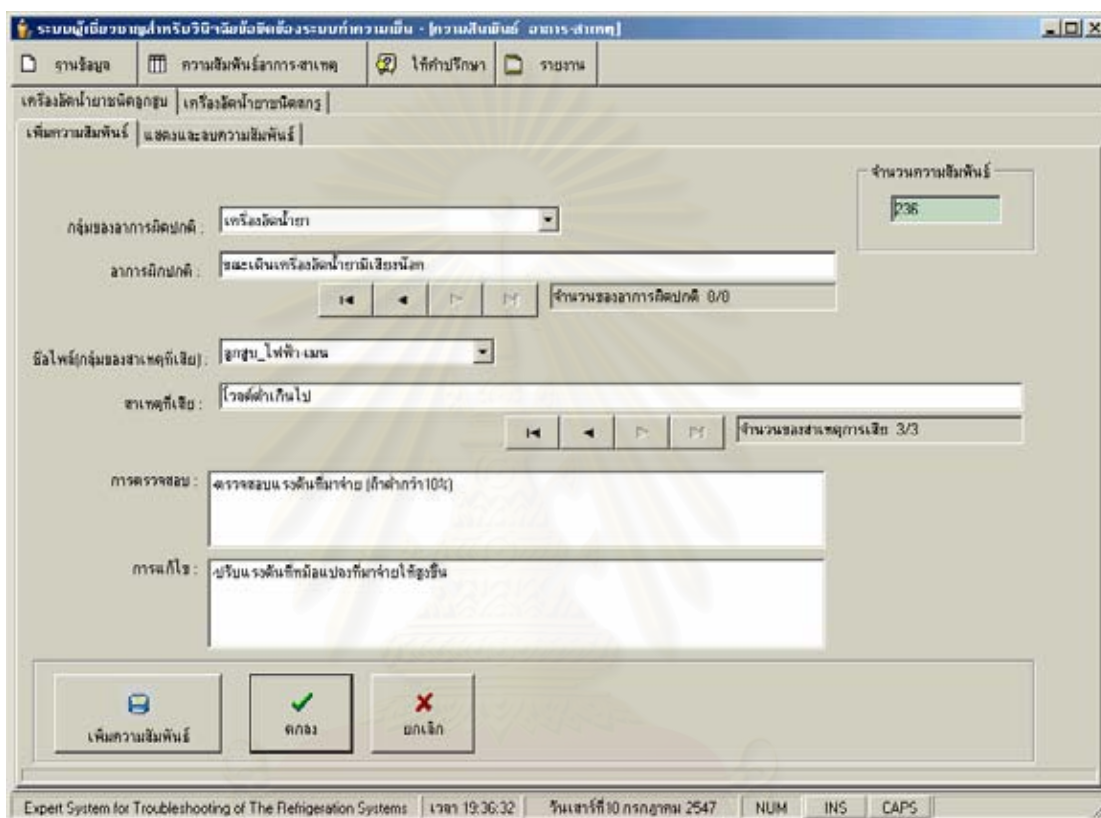 ระบบผู้เชี่ยวชาญสำหรับวินิจฉัยข้อขัดข้องระบบทำความเย็น - [ความสัมพันธ์ อาการ-สาเหตุ]
ฐานข้อมูล ความสัมพันธ์อาการ-สาเหตุ ให้คำปรึกษา รายงาน
เครื่องอัดน้ำยาชนิดลูกสูบ เครื่องอัดน้ำยาชนิดสกรู
เพิ่มความสัมพันธ์ แสดงและลบความสัมพันธ์
จำนวนความสัมพันธ์
236
กลุ่มของอาการผิดปกติ : เครื่องอัดน้ำยา
อาการผิดปกติ : ขณะเดินเครื่องอัดน้ำยามีเสียงน๊อก
จำนวนของอาการผิดปกติ 8/8
ชื่อไฟล์(กลุ่มของสาเหตุที่เสีย) : ลูกสูบ_ไฟฟ้า-เมน
สาเหตุที่เสีย : โวลต์ต่ำเกินไป
จำนวนของสาเหตุการเสีย 3/3
การตรวจสอบ : -ตรวจสอบแรงดันที่มาจ่าย (ถ้าต่ำกว่า10%)
การแก้ไข : -ปรับแรงดันที่หม้อแปลงที่มาจ่ายให้สูงขึ้น
เพิ่มความสัมพันธ์ ตกลง ยกเลิก
Expert System for Troubleshooting of The Refrigeration Systems เวลา 19:36:32 วันเสาร์ที่10 กรกฎาคม 2547 NUM INS CAPS